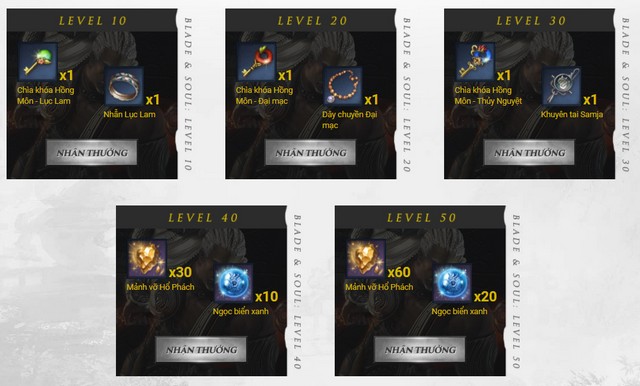 LEVEL 10
x1
Chìa khóa Hồng
Môn - Lục Lam
x1
Nhẫn Lục Lam
NHẬN THƯỞNG
BLADE & SOUL: LEVEL 10
LEVEL 20
x1
Chìa khóa Hồng
Môn - Đại mạc
x1
Dây chuyền Đại
mạc
NHẬN THƯỞNG
BLADE & SOUL: LEVEL 20
LEVEL 30
x1
Chìa khóa Hồng
Môn - Thủy Nguyệt
x1
Khuyên tai Samja
NHẬN THƯỞNG
BLADE & SOUL: LEVEL 30
LEVEL 40
x30
Mảnh vỡ Hổ Phách
x10
Ngọc biển xanh
NHẬN THƯỞNG
BLADE & SOUL: LEVEL 40
LEVEL 50
x60
Mảnh vỡ Hổ Phách
x20
Ngọc biển xanh
NHẬN THƯỞNG
BLADE & SOUL: LEVEL 50